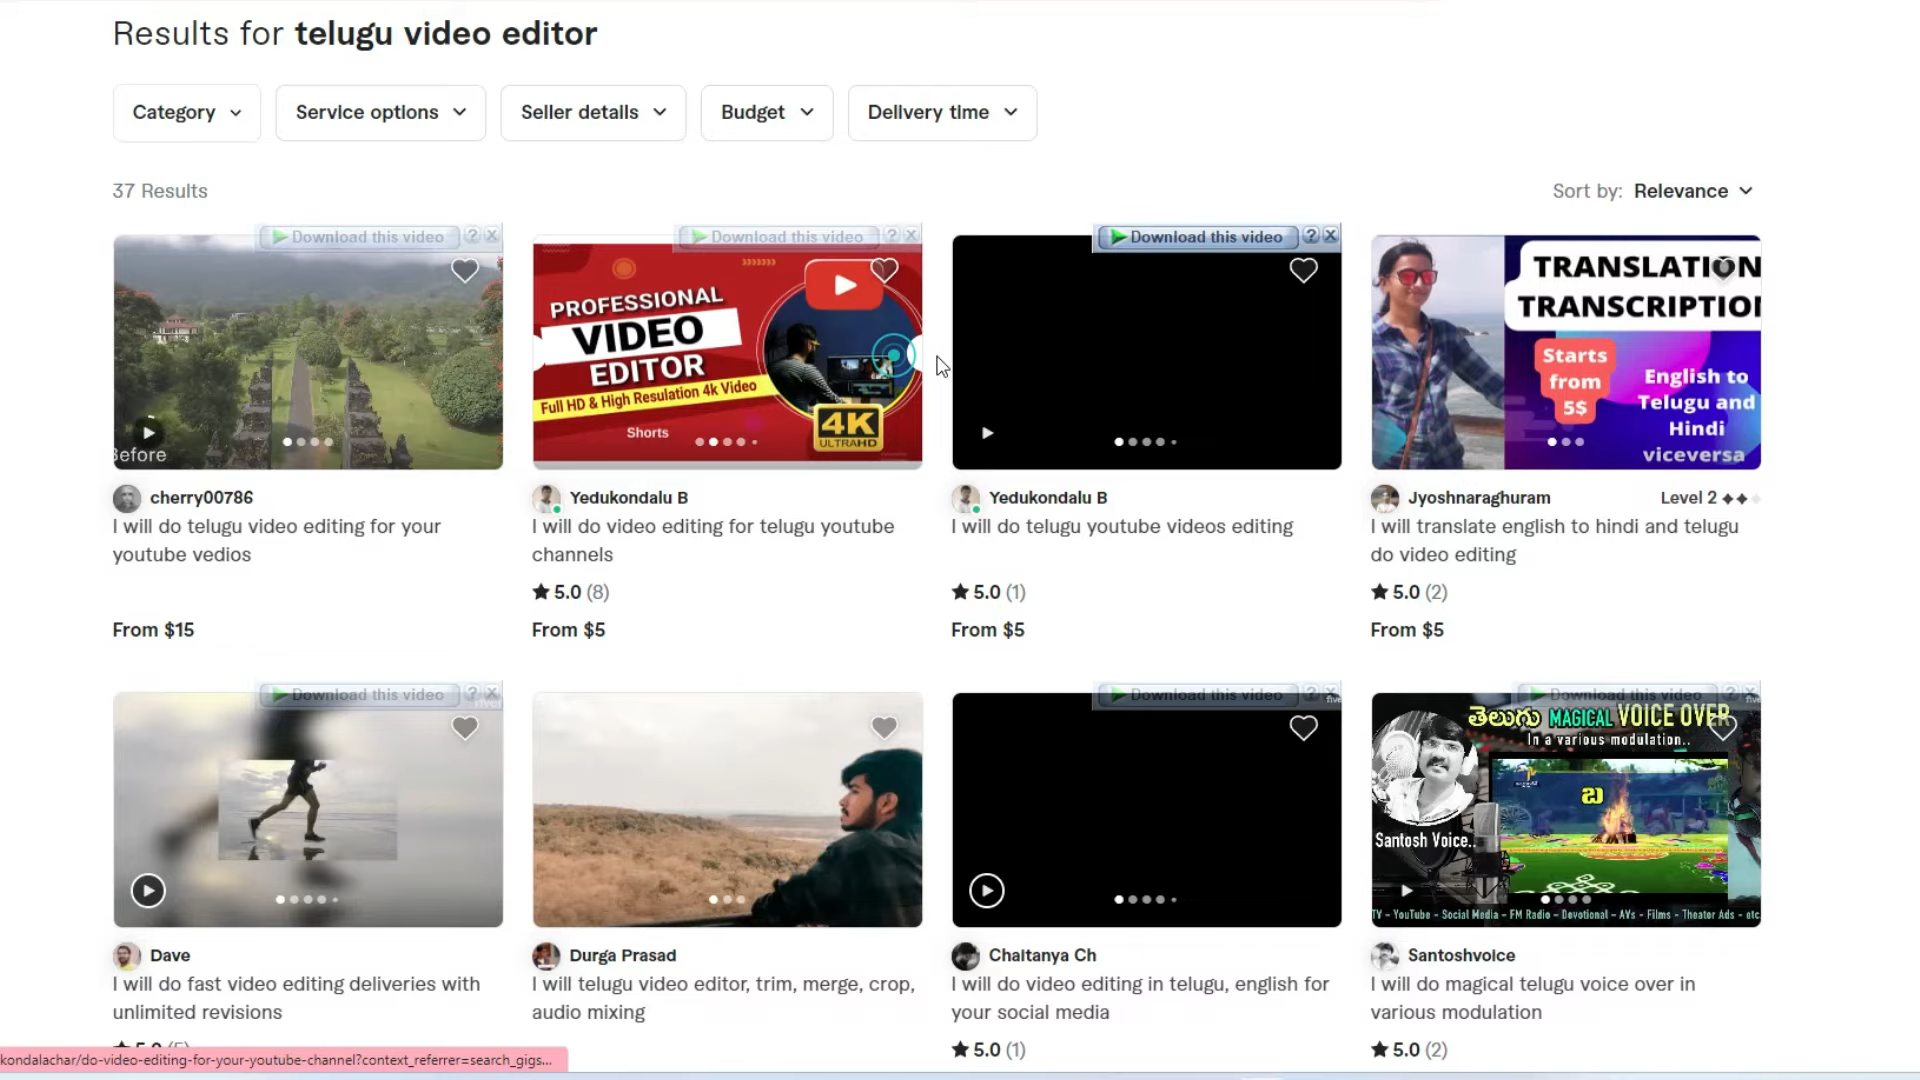 Results for telugu video editor
Category
Service options
Seller details
Budget
Delivery time
37 Results
Sort by: Relevance
Download this video ? X
Download this video ? X
Download this video ? X
PROFESSIONAL
VIDEO
EDITOR
Full HD & High Resulation 4k Video
Shorts
4K
ULTRAHD
TRANSLATION
TRANSCRIPTION
Starts
from
5$
English to
Telugu and
Hindi
viceversa
Before
cherry00786
I will do telugu video editing for your
youtube vedios
From $15
Yedukondalu B
I will do video editing for telugu youtube
channels
5.0 (8)
From $5
Yedukondalu B
I will do telugu youtube videos editing
5.0 (1)
From $5
Jyoshnaraghuram
Level 2
I will translate english to hindi and telugu
do video editing
5.0 (2)
From $5
Download this video ? X
Download this video ? X
Download this video ? X
తెలుగు MAGICAL VOICE OVER
In a various modulation..
బ
Santosh Voice..
TV - YouTube - Social Media - FM Radio - Devotional - AVs - Films - Theator Ads - etc
Dave
I will do fast video editing deliveries with
unlimited revisions
5.0 (5)
Durga Prasad
I will telugu video editor, trim, merge, crop,
audio mixing
Chaitanya Ch
I will do video editing in telugu, english for
your social media
5.0 (1)
Santoshvoice
I will do magical telugu voice over in
various modulation
5.0 (2)
kondalachar/do-video-editing-for-your-youtube-channel?context_referrer=search_gigs...